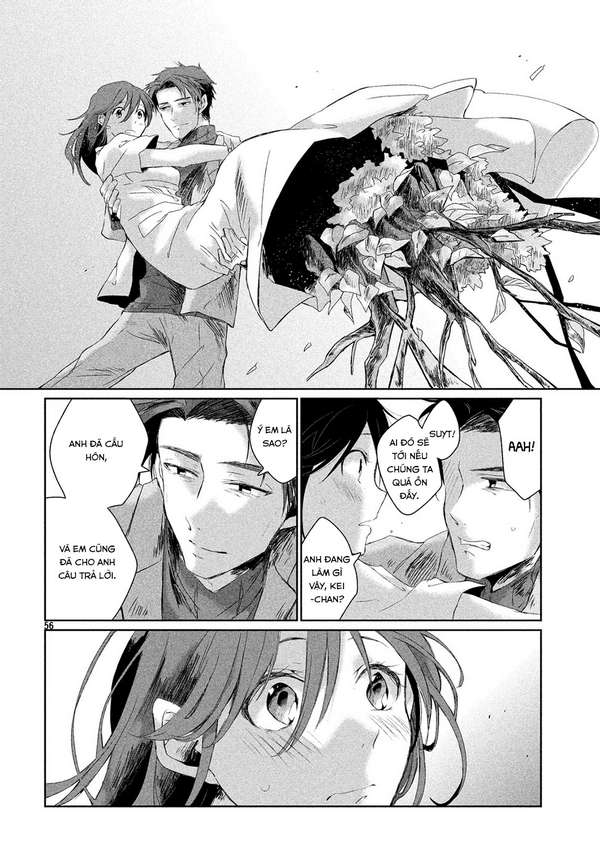 AAH!
SUỴT!
AI ĐÓ SẼ
TỚI NẾU
CHÚNG TA
QUÁ ỒN
ĐẤY.
ANH ĐANG
LÀM GÌ
VẬY, KEI
-CHAN?
Ý EM LÀ
SAO?
ANH ĐÃ CẦU
HÔN,
VÀ EM CŨNG
ĐÃ CHO ANH
CÂU TRẢ LỜI.
56